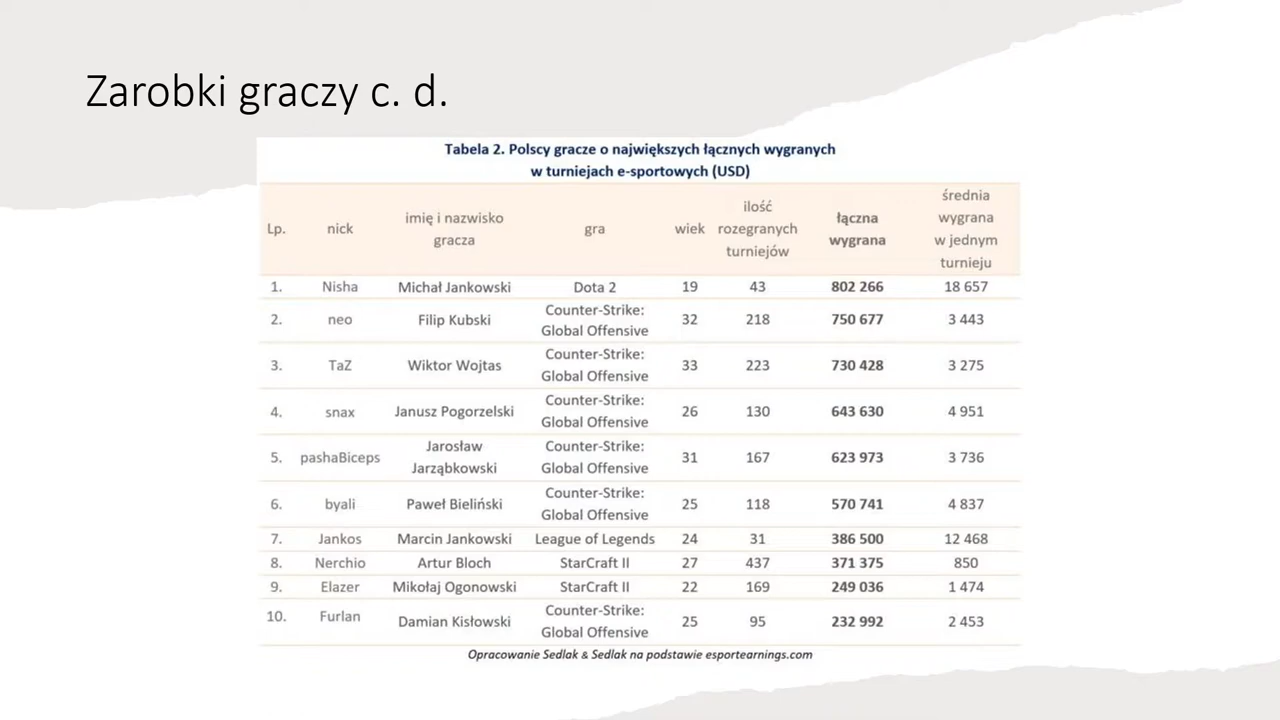 Zarobki graczy c. d.
Tabela 2. Polscy gracze o największych łącznych wygranych
w turniejach e-sportowych (USD)
Lp. nick imię i nazwisko gracza gra wiek ilość rozegranych turniejów łączna wygrana średnia wygrana w jednym turnieju
1. Nisha Michał Jankowski Dota 2 19 43 802 266 18 657
2. neo Filip Kubski Counter-Strike: Global Offensive 32 218 750 677 3 443
3. TaZ Wiktor Wojtas Counter-Strike: Global Offensive 33 223 730 428 3 275
4. snax Janusz Pogorzelski Counter-Strike: Global Offensive 26 130 643 630 4 951
5. pashaBiceps Jarosław Jarząbkowski Counter-Strike: Global Offensive 31 167 623 973 3 736
6. byali Paweł Bieliński Counter-Strike: Global Offensive 25 118 570 741 4 837
7. Jankos Marcin Jankowski League of Legends 24 31 386 500 12 468
8. Nerchio Artur Bloch StarCraft II 27 437 371 375 850
9. Elazer Mikołaj Ogonowski StarCraft II 22 169 249 036 1 474
10. Furlan Damian Kisłowski Counter-Strike: Global Offensive 25 95 232 992 2 453
Opracowanie Sedlak & Sedlak na podstawie esportearnings.com